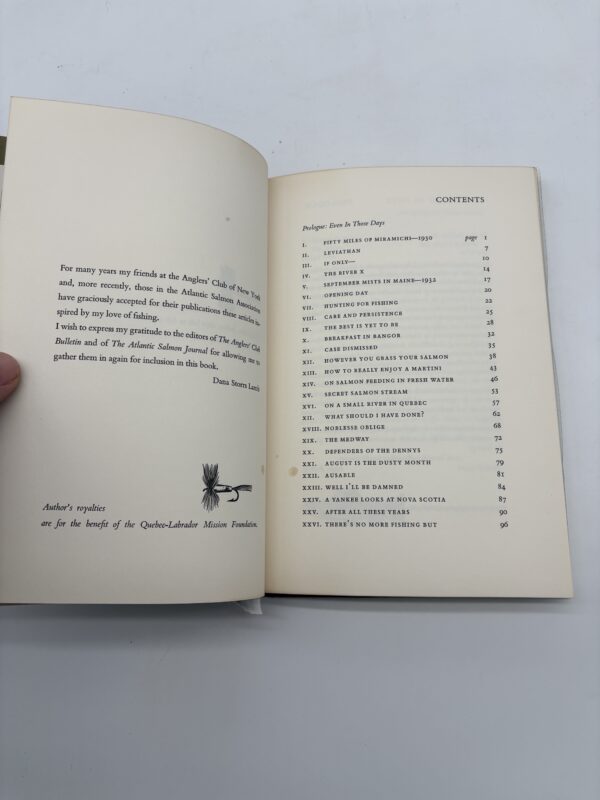 For many years my friends at the Anglers' Club of New York
and, more recently, those in the Atlantic Salmon Association
have graciously accepted for their publications these articles in-
spired by my love of fishing.
I wish to express my gratitude to the editors of The Anglers' Club
Bulletin and of The Atlantic Salmon Journal for allowing me to
gather them in again for inclusion in this book.
Dana Storrs Lamb
Author's royalties
are for the benefit of the Quebec-Labrador Mission Foundation.
CONTENTS
Prologue: Even In Those Days
I. FIFTY MILES OF MIRAMICHI—1930 page 1
II. LEVIATHAN 7
III. IF ONLY— 10
IV. THE RIVER X 14
V. SEPTEMBER MISTS IN MAINE—1932 17
VI. OPENING DAY 20
VII. HUNTING FOR FISHING 22
VIII. CARE AND PERSISTENCE 25
IX. THE BEST IS YET TO BE 28
X. BREAKFAST IN BANGOR 32
XI. CASE DISMISSED 35
XII. HOWEVER YOU GRASS YOUR SALMON 38
XIII. HOW TO REALLY ENJOY A MARTINI 43
XIV. ON SALMON FEEDING IN FRESH WATER 46
XV. SECRET SALMON STREAM 53
XVI. ON A SMALL RIVER IN QUEBEC 57
XVII. WHAT SHOULD I HAVE DONE? 62
XVIII. NOBLESSE OBLIGE 68
XIX. THE MEDWAY 72
XX. DEFENDERS OF THE DENNYS 75
XXI. AUGUST IS THE DUSTY MONTH 79
XXII. AUSABLE 81
XXIII. WELL I'LL BE DAMNED 84
XXIV. A YANKEE LOOKS AT NOVA SCOTIA 87
XXV. AFTER ALL THESE YEARS 90
XXVI. THERE'S NO MORE FISHING BUT 96